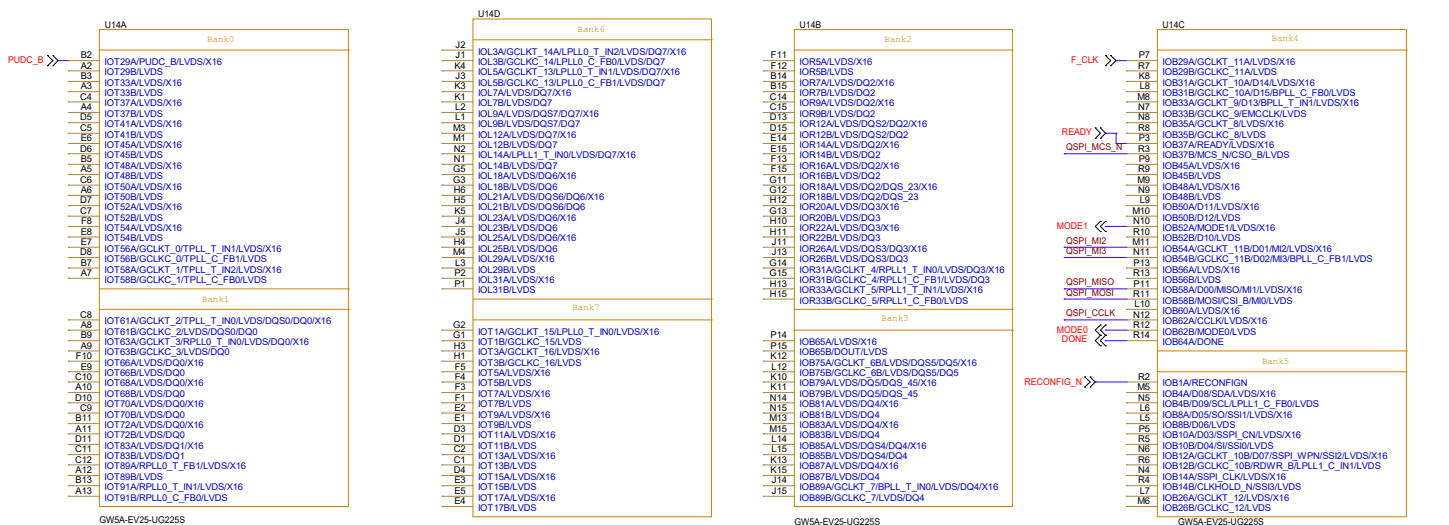 U14A
Bank0
PUDC_B B2 IOT29A/PUDC_B/LVDS/X16
A2 IOT29B/LVDS
B3 IOT33A/LVDS/X16
A3 IOT33B/LVDS
C4 IOT37A/LVDS/X16
A4 IOT37B/LVDS
D5 IOT41A/LVDS/X16
C5 IOT41B/LVDS
E6 IOT45A/LVDS/X16
D6 IOT45B/LVDS
B5 IOT48A/LVDS/X16
A5 IOT48B/LVDS
C6 IOT50A/LVDS/X16
A6 IOT50B/LVDS
D7 IOT52A/LVDS/X16
C7 IOT52B/LVDS
F8 IOT54A/LVDS/X16
E8 IOT54B/LVDS
E7 IOT56A/GCLKT_0/TPLL_T_IN1/LVDS/X16
D8 IOT56B/GCLKC_0/TPLL_C_FB1/LVDS
B7 IOT58A/GCLKT_1/TPLL_T_IN2/LVDS/X16
A7 IOT58B/GCLKC_1/TPLL_C_FB0/LVDS
Bank1
C8 IOT61A/GCLKT_2/TPLL_T_IN0/LVDS/DQS0/DQ0/X16
A8 IOT61B/GCLKC_2/LVDS/DQS0/DQ0
B9 IOT63A/GCLKT_3/RPLL0_T_IN0/LVDS/DQ0/X16
A9 IOT63B/GCLKC_3/LVDS/DQ0
F10 IOT66A/LVDS/DQ0/X16
E9 IOT66B/LVDS/DQ0
C10 IOT68A/LVDS/DQ0/X16
A10 IOT68B/LVDS/DQ0
D10 IOT70A/LVDS/DQ0/X16
C9 IOT70B/LVDS/DQ0
B11 IOT72A/LVDS/DQ0/X16
A11 IOT72B/LVDS/DQ0
D11 IOT83A/LVDS/DQ1/X16
C11 IOT83B/LVDS/DQ1
C12 IOT89A/RPLL0_T_FB1/LVDS/X16
A12 IOT89B/LVDS
B13 IOT91A/RPLL0_T_IN1/LVDS/X16
A13 IOT91B/RPLL0_C_FB0/LVDS
GW5A-EV25-UG225S
U14D
Bank6
J2 IOL3A/GCLKT_14A/LPLL0_T_IN2/LVDS/DQ7/X16
J1 IOL3B/GCLKC_14/LPLL0_C_FB0/LVDS/DQ7
K4 IOL5A/GCLKT_13/LPLL0_T_IN1/LVDS/DQ7/X16
J3 IOL5B/GCLKC_13/LPLL0_C_FB1/LVDS/DQ7
K3 IOL7A/LVDS/DQ7/X16
K1 IOL7B/LVDS/DQ7
L2 IOL9A/LVDS/DQS7/DQ7/X16
L1 IOL9B/LVDS/DQS7/DQ7
M3 IOL12A/LVDS/DQ7/X16
M1 IOL12B/LVDS/DQ7
N2 IOL14A/LPLL1_T_IN0/LVDS/DQ7/X16
N1 IOL14B/LVDS/DQ7
G5 IOL18A/LVDS/DQ6/X16
G3 IOL18B/LVDS/DQ6
H6 IOL21A/LVDS/DQS6/DQ6/X16
H5 IOL21B/LVDS/DQS6/DQ6
K5 IOL23A/LVDS/DQ6/X16
J4 IOL23B/LVDS/DQ6
J5 IOL25A/LVDS/DQ6/X16
H4 IOL25B/LVDS/DQ6
M4 IOL29A/LVDS/X16
L3 IOL29B/LVDS
P2 IOL31A/LVDS/X16
P1 IOL31B/LVDS
Bank7
G2 IOT1A/GCLKT_15/LPLL0_T_IN0/LVDS/X16
G1 IOT1B/GCLKC_15/LVDS
H3 IOT3A/GCLKT_16/LVDS/X16
H1 IOT3B/GCLKC_16/LVDS
F5 IOT5A/LVDS/X16
F4 IOT5B/LVDS
F3 IOT7A/LVDS/X16
F1 IOT7B/LVDS
E2 IOT9A/LVDS/X16
E1 IOT9B/LVDS
D3 IOT11A/LVDS/X16
D1 IOT11B/LVDS
C2 IOT13A/LVDS/X16
C1 IOT13B/LVDS
D4 IOT15A/LVDS/X16
E3 IOT15B/LVDS
E5 IOT17A/LVDS/X16
E4 IOT17B/LVDS
U14B
Bank2
F11 IOR5A/LVDS/X16
F12 IOR5B/LVDS
B14 IOR7A/LVDS/DQ2/X16
B15 IOR7B/LVDS/DQ2
C14 IOR9A/LVDS/DQ2/X16
C15 IOR9B/LVDS/DQ2
D13 IOR12A/LVDS/DQS2/DQ2/X16
D15 IOR12B/LVDS/DQS2/DQ2
E14 IOR14A/LVDS/DQ2/X16
E15 IOR14B/LVDS/DQ2
F13 IOR16A/LVDS/DQ2/X16
F15 IOR16B/LVDS/DQ2
G11 IOR18A/LVDS/DQ2/DQS_23/X16
G12 IOR18B/LVDS/DQ2/DQS_23
H12 IOR20A/LVDS/DQ3/X16
G13 IOR20B/LVDS/DQ3
H10 IOR22A/LVDS/DQ3/X16
H11 IOR22B/LVDS/DQ3
J11 IOR26A/LVDS/DQS3/DQ3/X16
J13 IOR26B/LVDS/DQS3/DQ3
G14 IOR31A/GCLKT_4/RPLL1_T_IN0/LVDS/DQ3/X16
G15 IOR31B/GCLKC_4/RPLL1_C_FB1/LVDS/DQ3
H13 IOR33A/GCLKT_5/RPLL1_T_IN1/LVDS/X16
H15 IOR33B/GCLKC_5/RPLL1_C_FB0/LVDS
Bank3
P14 IOR65A/LVDS/X16
P15 IOR65B/DOUT/LVDS
K12 IOB75A/GCLKT_6B/LVDS/DQS5/DQ5/X16
L12 IOB75B/GCLKC_6B/LVDS/DQS5/DQ5
K10 IOB79A/LVDS/DQ5/DQS_45/X16
K11 IOB79B/LVDS/DQ5/DQS_45
N14 IOB81A/LVDS/DQ4/X16
N15 IOB81B/LVDS/DQ4
M13 IOB83A/LVDS/DQ4/X16
M15 IOB83B/LVDS/DQ4
L14 IOB85A/LVDS/DQS4/DQ4/X16
L15 IOB85B/LVDS/DQS4/DQ4
K13 IOB87A/LVDS/DQ4/X16
K15 IOB87B/LVDS/DQ4
J14 IOB89A/GCLKT_7/BPLL_T_IN0/LVDS/DQ4/X16
J15 IOB89B/GCLKC_7/LVDS/DQ4
GW5A-EV25-UG225S
U14C
Bank4
F_CLK P7 IOB29A/GCLKT_11A/LVDS/X16
R7 IOB29B/GCLKC_11A/LVDS
K8 IOB31A/GCLKT_10A/D14/LVDS/X16
L8 IOB31B/GCLKC_10A/D15/BPLL_C_FB0/LVDS
M8 IOB33A/GCLKT_9/D13/BPLL_T_IN1/LVDS/X16
N7 IOB33B/GCLKC_9/EMCCLK/LVDS
N8 IOB35A/GCLKT_8/LVDS/X16
R8 IOB35B/GCLKC_8/LVDS
READY P3 IOB37A/READY/LVDS/X16
QSPI_MCS_N R3 IOB37B/MCS_N/CSO_B/LVDS
P9 IOB45A/LVDS/X16
R9 IOB45B/LVDS
M9 IOB48A/LVDS/X16
N9 IOB48B/LVDS
L9 IOB50A/D11/LVDS/X16
M10 IOB50B/D12/LVDS
MODE1 N10 IOB52A/MODE1/LVDS/X16
R10 IOB52B/D10/LVDS
QSPI_MI2 M11 IOB54A/GCLKT_11B/D01/MI2/LVDS/X16
QSPI_MI3 N11 IOB54B/GCLKC_11B/D02/MI3/BPLL_C_FB1/LVDS
P13 IOB56A/LVDS/X16
R13 IOB56B/LVDS
QSPI_MISO P11 IOB58A/D00/MISO/MI1/LVDS/X16
QSPI_MOSI R11 IOB58B/MOSI/CSI_B/MI0/LVDS
L10 IOB60A/LVDS/X16
QSPI_CCLK N12 IOB62A/CCLK/LVDS/X16
MODE0 R12 IOB62B/MODE0/LVDS
DONE R14 IOB64A/DONE
Bank5
RECONFIG_N R2 IOB1A/RECONFIGN
M5 IOB4A/D08/SDA/LVDS/X16
N5 IOB4B/D09/SCL/LPLL1_C_FB0/LVDS
L6 IOB8A/D05/SO/SSI1/LVDS/X16
L5 IOB8B/D06/LVDS
P5 IOB10A/D03/SSPI_CN/LVDS/X16
R5 IOB10B/D04/SI/SSI0/LVDS
N6 IOB12A/GCLKT_10B/D07/SSPI_WPN/SSI2/LVDS/X16
R6 IOB12B/GCLKC_10B/RDWR_B/LPLL1_C_IN1/LVDS
N4 IOB14A/SSPI_CLK/LVDS/X16
R4 IOB14B/CLKHOLD_N/SSI3/LVDS
L7 IOB26A/GCLKT_12/LVDS/X16
M6 IOB26B/GCLKC_12/LVDS
GW5A-EV25-UG225S